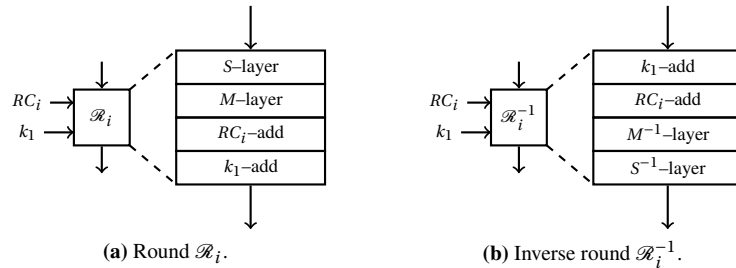 S–layer
M–layer
RC_i–add
k_1–add
RC_i
k_1
ℛ_i
(a) Round ℛ_i.
k_1–add
RC_i–add
M^{-1}–layer
S^{-1}–layer
RC_i
k_1
ℛ_i^{-1}
(b) Inverse round ℛ_i^{-1}.